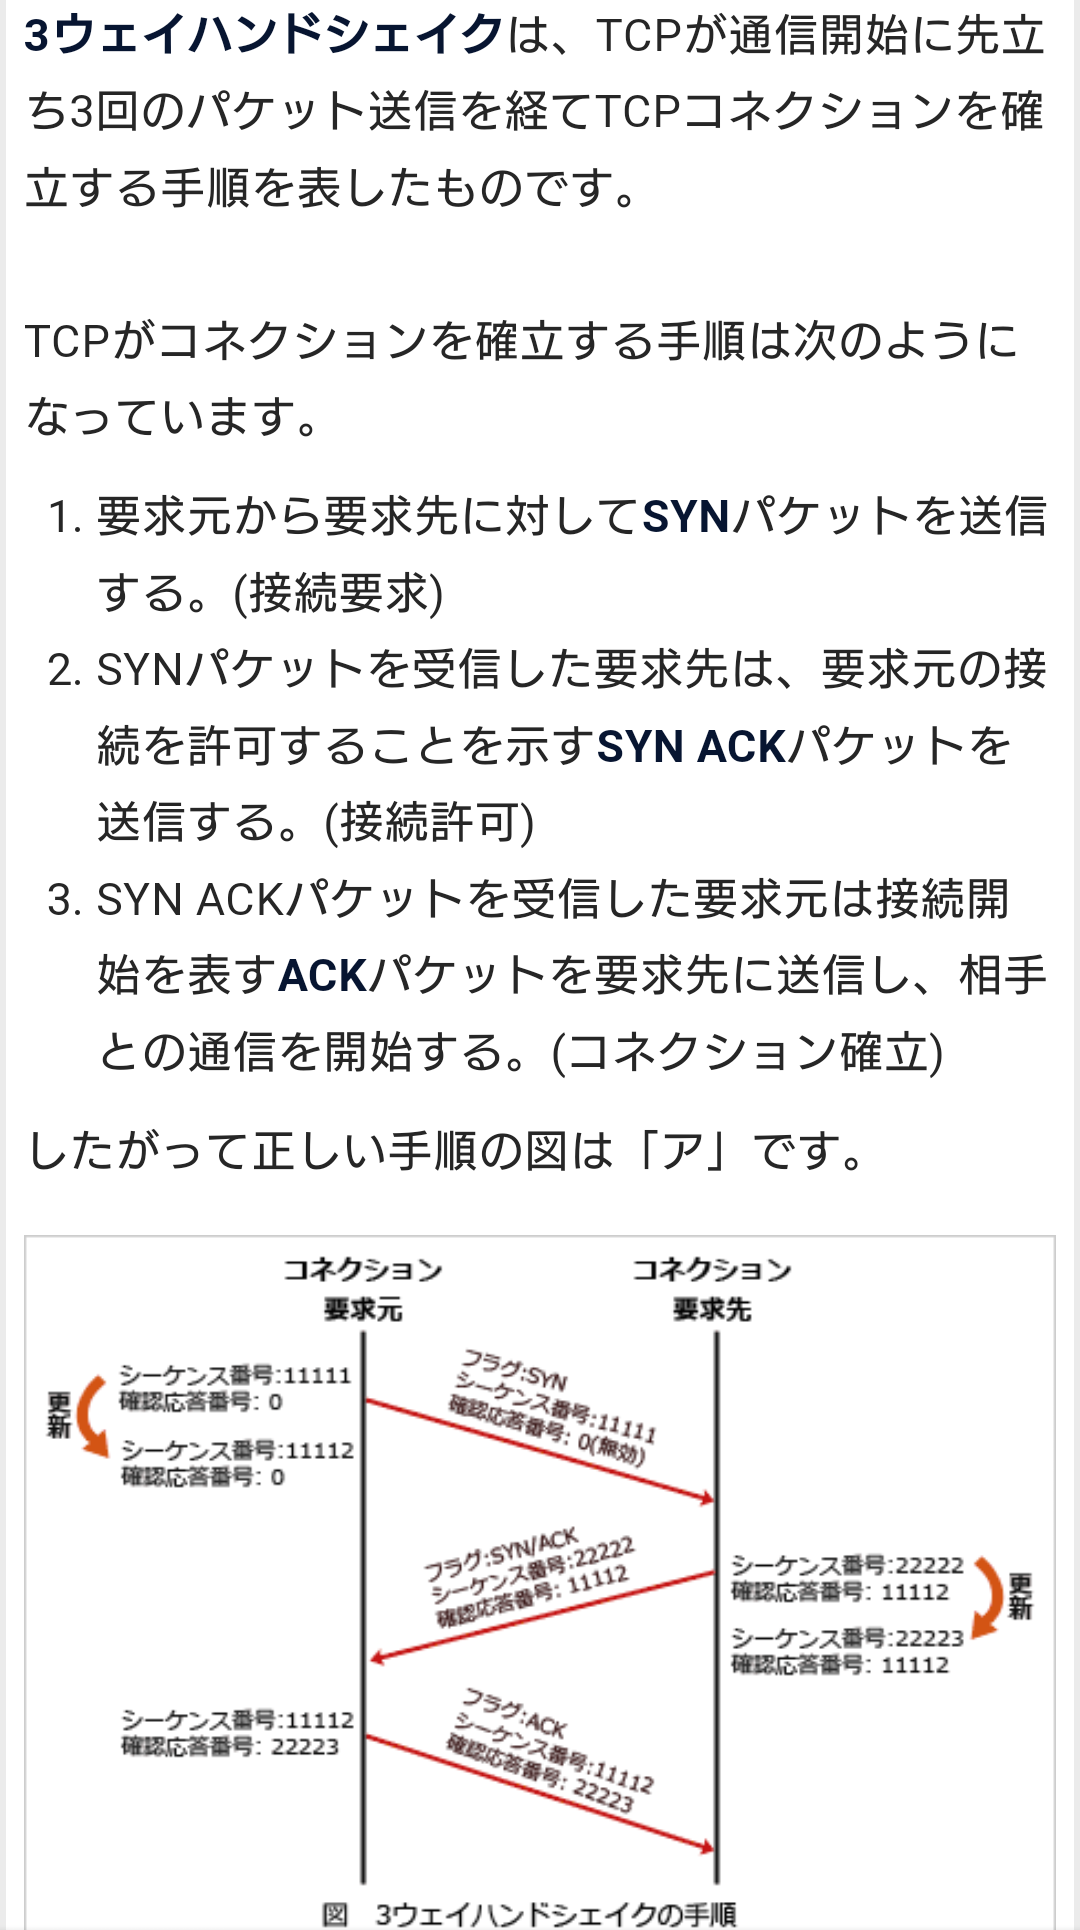 3ウェイハンドシェイクは、TCPが通信開始に先立
ち3回のパケット送信を経てTCPコネクションを確
立する手順を表したものです。
TCPがコネクションを確立する手順は次のように
なっています。
1. 要求元から要求先に対してSYNパケットを送信
する。(接続要求)
2. SYNパケットを受信した要求先は、要求元の接
続を許可することを示すSYN ACKパケットを
送信する。(接続許可)
3. SYN ACKパケットを受信した要求元は接続開
始を表すACKパケットを要求先に送信し、相手
との通信を開始する。(コネクション確立)
したがって正しい手順の図は「ア」です。
コネクション
要求元
コネクション
要求先
更新
シーケンス番号:11111
確認応答番号: 0
シーケンス番号:11112
確認応答番号: 0
フラグ:SYN
シーケンス番号:11111
確認応答番号: 0(無効)
フラグ:SYN/ACK
シーケンス番号:22222
確認応答番号: 11112
シーケンス番号:22222
確認応答番号: 11112
シーケンス番号:22223
確認応答番号: 11112
更新
シーケンス番号:11112
確認応答番号: 22223
フラグ:ACK
シーケンス番号:11112
確認応答番号: 22223
図 3ウェイハンドシェイクの手順